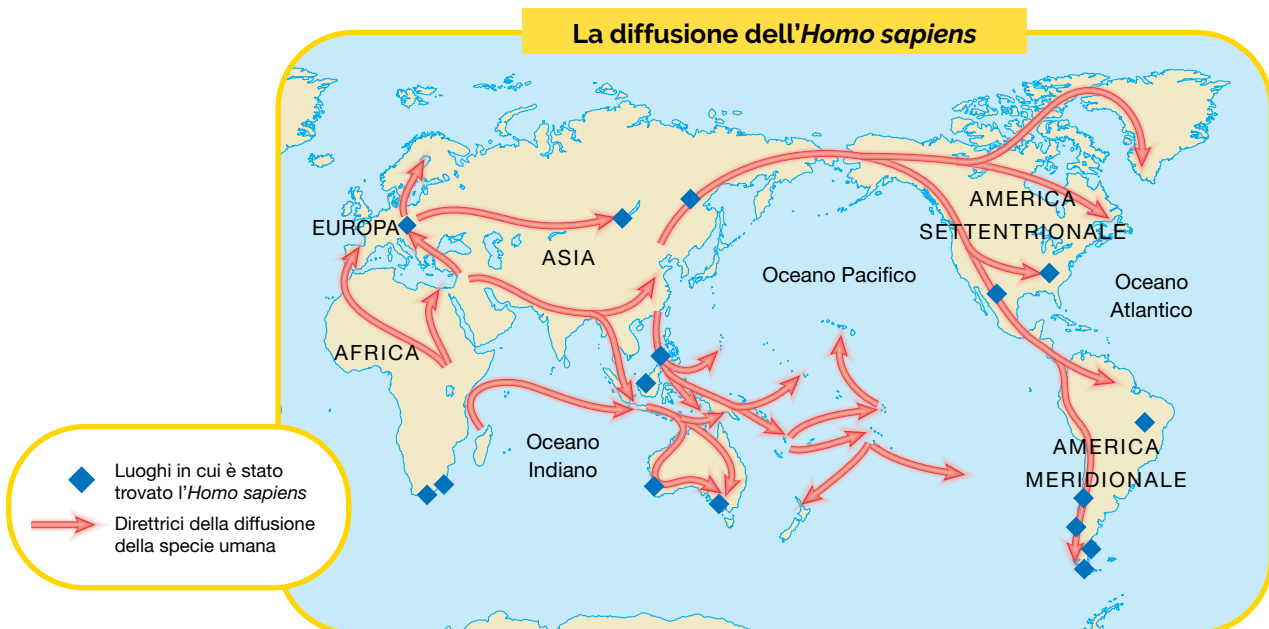 La diffusione dell'Homo sapiens
EUROPA
ASIA
AFRICA
AMERICA
SETTENTRIONALE
Oceano Pacifico
Oceano
Atlantico
Oceano
Indiano
AMERICA
MERIDIONALE
Luoghi in cui è stato
trovato l'Homo sapiens
Direttrici della diffusione
della specie umana